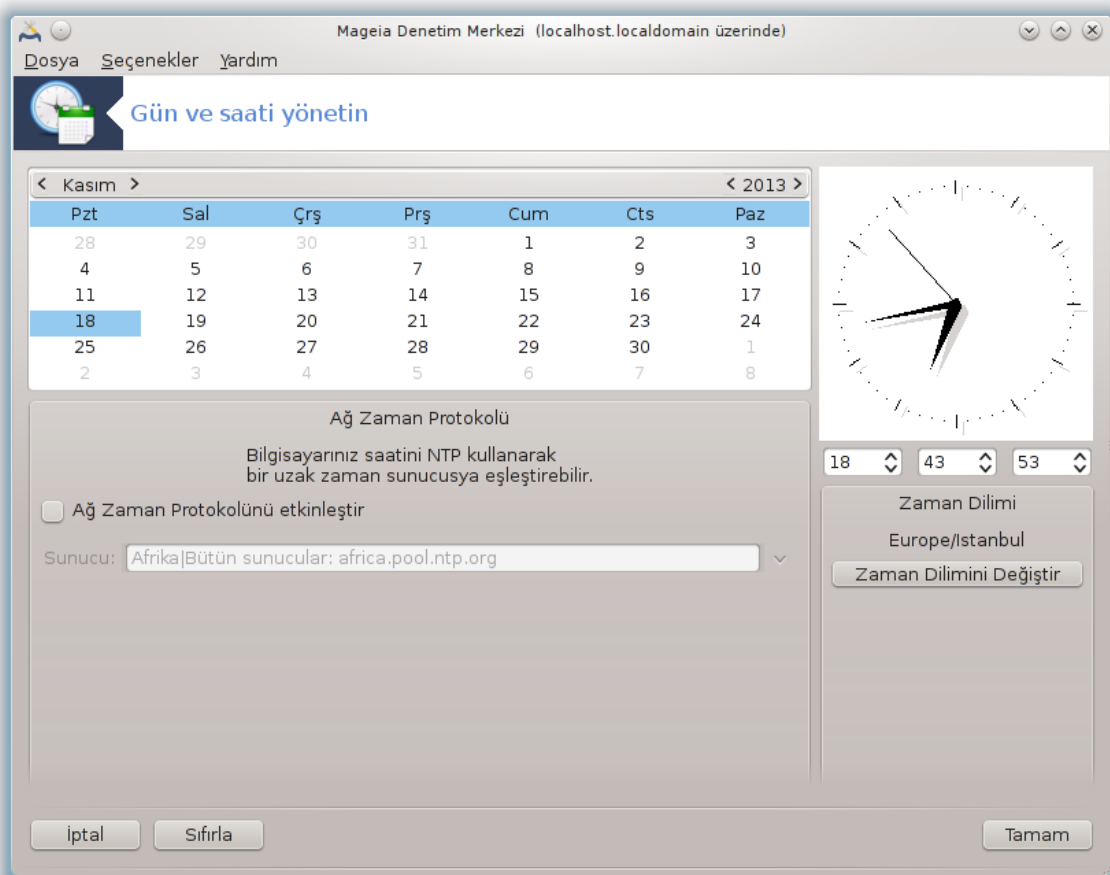 Mageia Denetim Merkezi (localhost.localdomain üzerinde)
Dosya Seçenekler Yardım
Gün ve saati yönetin
< Kasım > < 2013 >
Pzt Sal Çrş Prş Cum Cts Paz
28 29 30 31 1 2 3
4 5 6 7 8 9 10
11 12 13 14 15 16 17
18 19 20 21 22 23 24
25 26 27 28 29 30 1
2 3 4 5 6 7 8
Ağ Zaman Protokolü
Bilgisayarınız saatini NTP kullanarak
bir uzak zaman sunucusya eşleştirebilir.
Ağ Zaman Protokolünü etkinleştir
Sunucu: Afrika|Bütün sunucular: africa.pool.ntp.org
18 43 53
Zaman Dilimi
Europe/Istanbul
Zaman Dilimini Değiştir
İptal Sıfırla Tamam